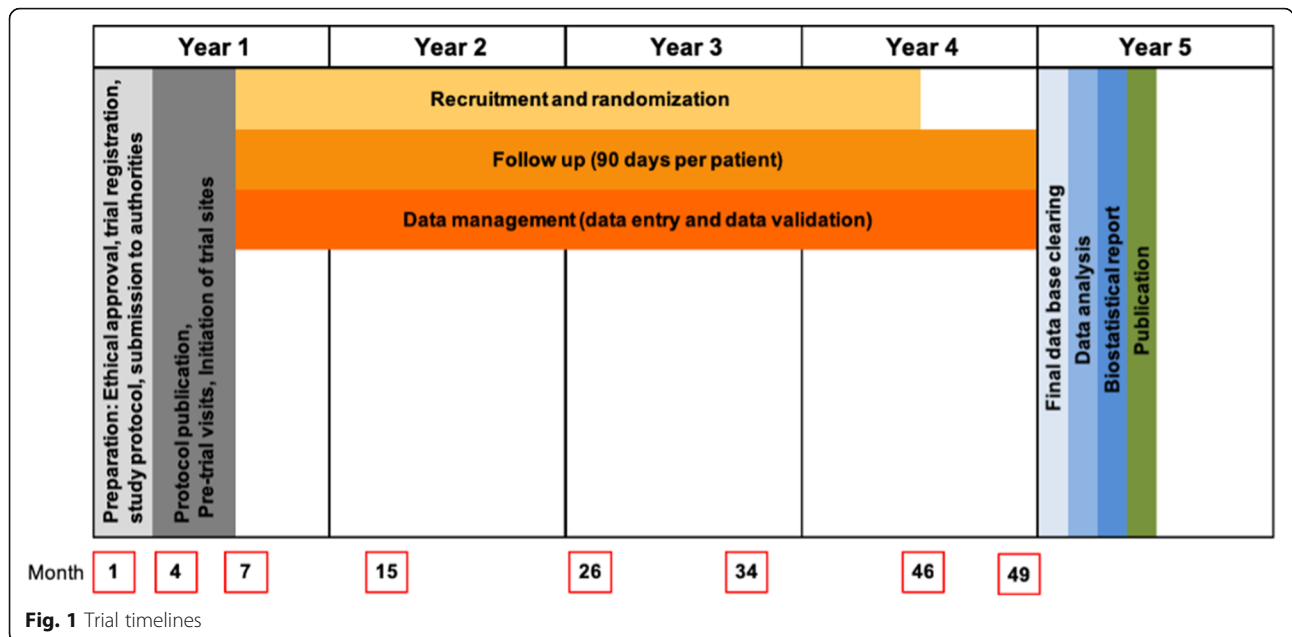 Year 1
Year 2
Year 3
Year 4
Year 5
Preparation: Ethical approval, trial registration,
study protocol, submission to authorities
Protocol publication,
Pre-trial visits, Initiation of trial sites
Recruitment and randomization
Follow up (90 days per patient)
Data management (data entry and data validation)
Final data base clearing
Data analysis
Biostatistical report
Publication
Month 1 4 7 15 26 34 46 49
Fig. 1 Trial timelines